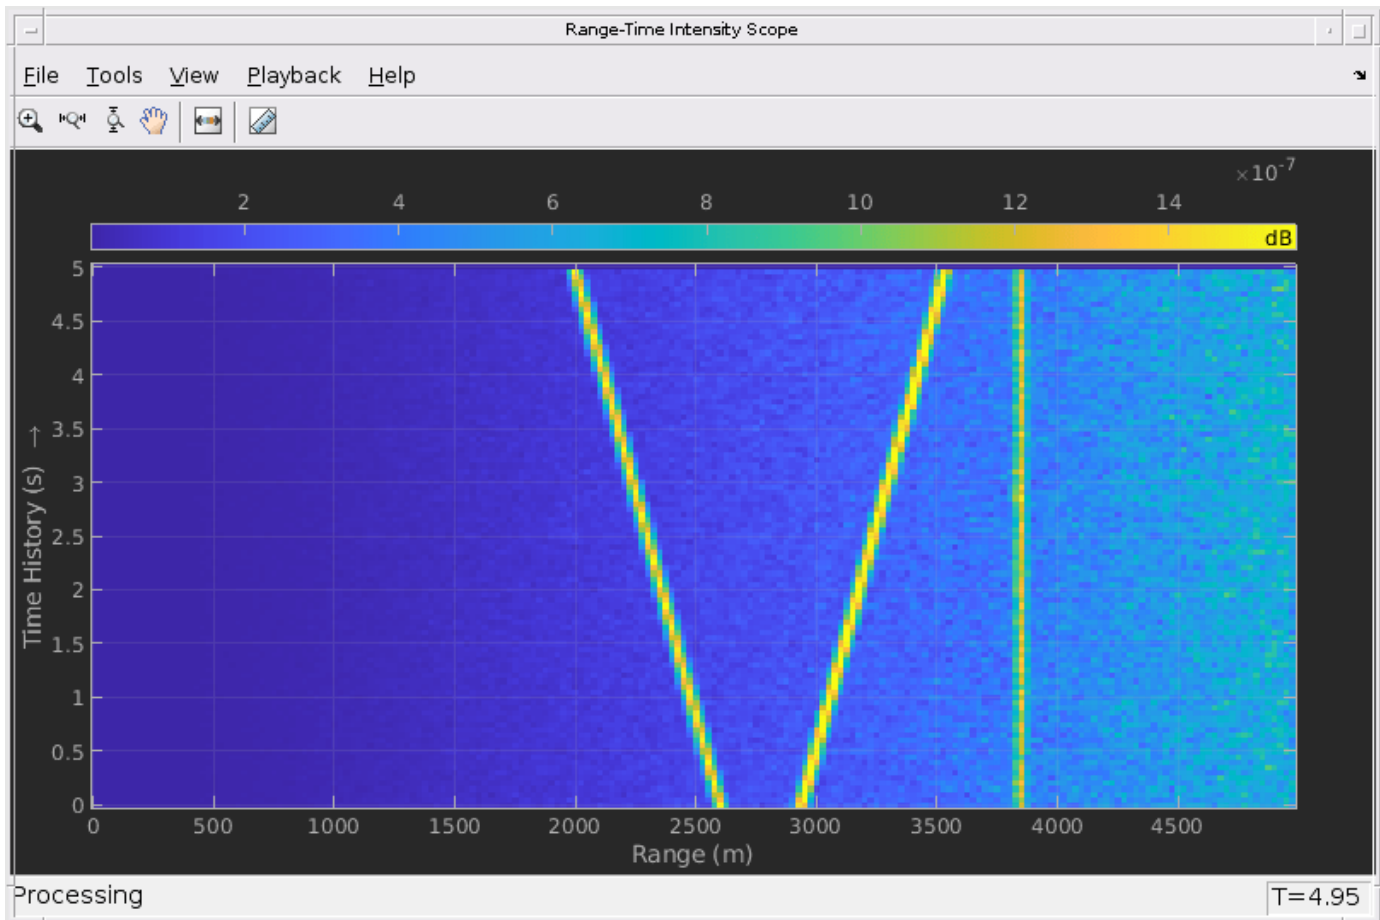 Range-Time Intensity Scope
File Tools View Playback Help
×10-7
2 4 6 8 10 12 14
dB
5
4.5
4
3.5
3
2.5
2
1.5
1
0.5
0
Time History (s) →
0 500 1000 1500 2000 2500 3000 3500 4000 4500
Range (m)
Processing
T=4.95